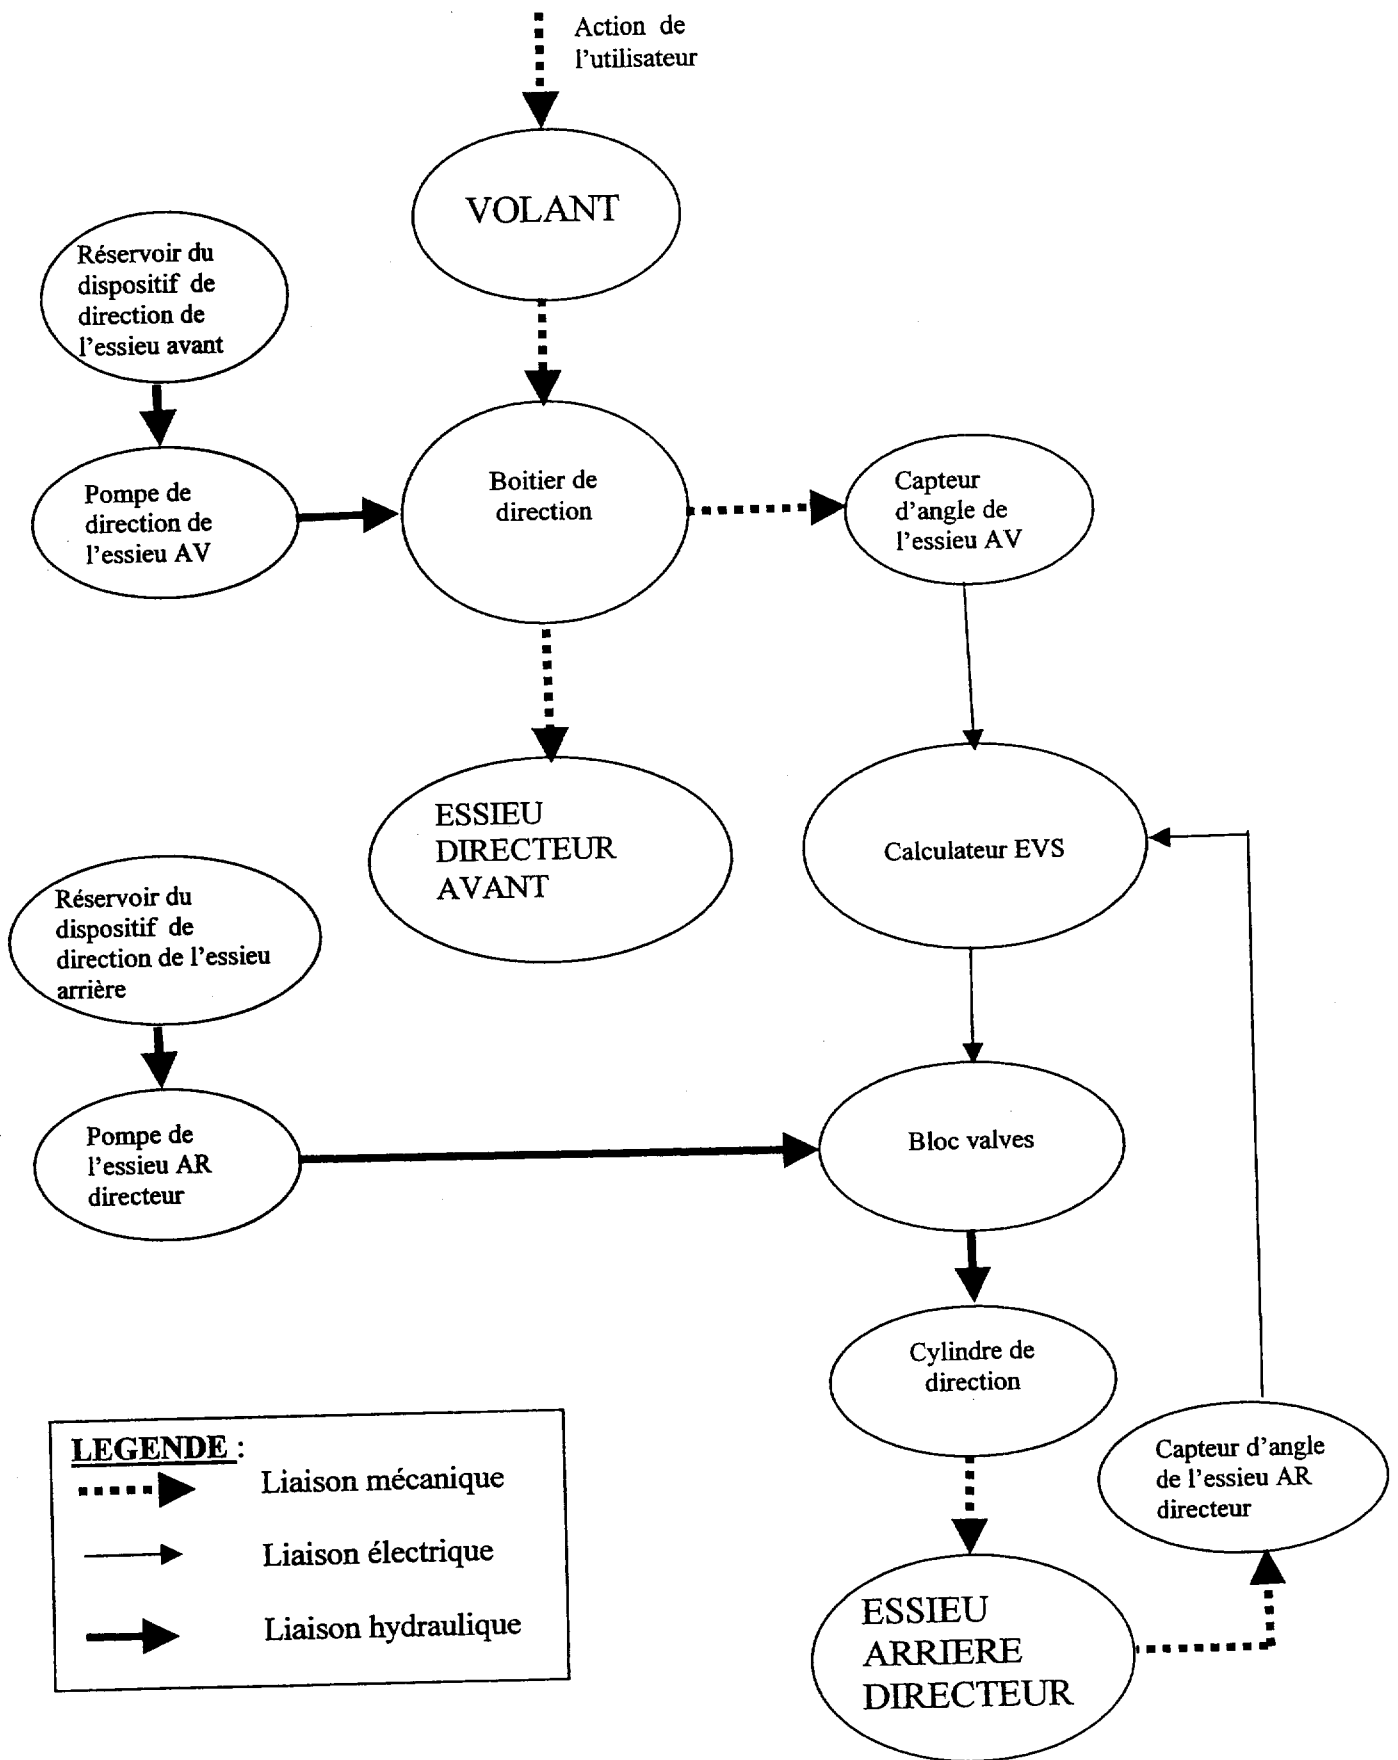 Action de
l'utilisateur
VOLANT
Réservoir du
dispositif de
direction de
l'essieu avant
Pompe de
direction de
l'essieu AV
Boitier de
direction
Capteur
d'angle de
l'essieu AV
ESSIEU
DIRECTEUR
AVANT
Calculateur EVS
Réservoir du
dispositif de
direction de l'essieu
arrière
Pompe de
l'essieu AR
directeur
Bloc valves
Cylindre de
direction
Capteur d'angle
de l'essieu AR
directeur
ESSIEU
ARRIERE
DIRECTEUR
LEGENDE :
Liaison mécanique
Liaison électrique
Liaison hydraulique